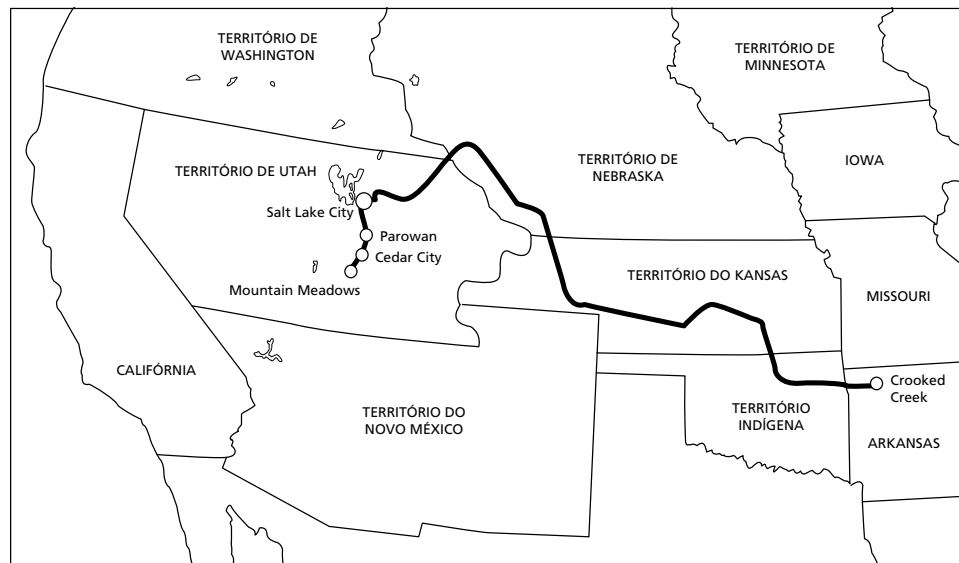 TERRITÓRIO DE
WASHINGTON
TERRITÓRIO DE
MINNESOTA
TERRITÓRIO DE UTAH
TERRITÓRIO DE
NEBRASKA
IOWA
Salt Lake City
Parowan
Cedar City
Mountain Meadows
TERRITÓRIO DO KANSAS
MISSOURI
CALIFÓRNIA
TERRITÓRIO DO
NOVO MÉXICO
TERRITÓRIO
INDÍGENA
Crooked
Creek
ARKANSAS